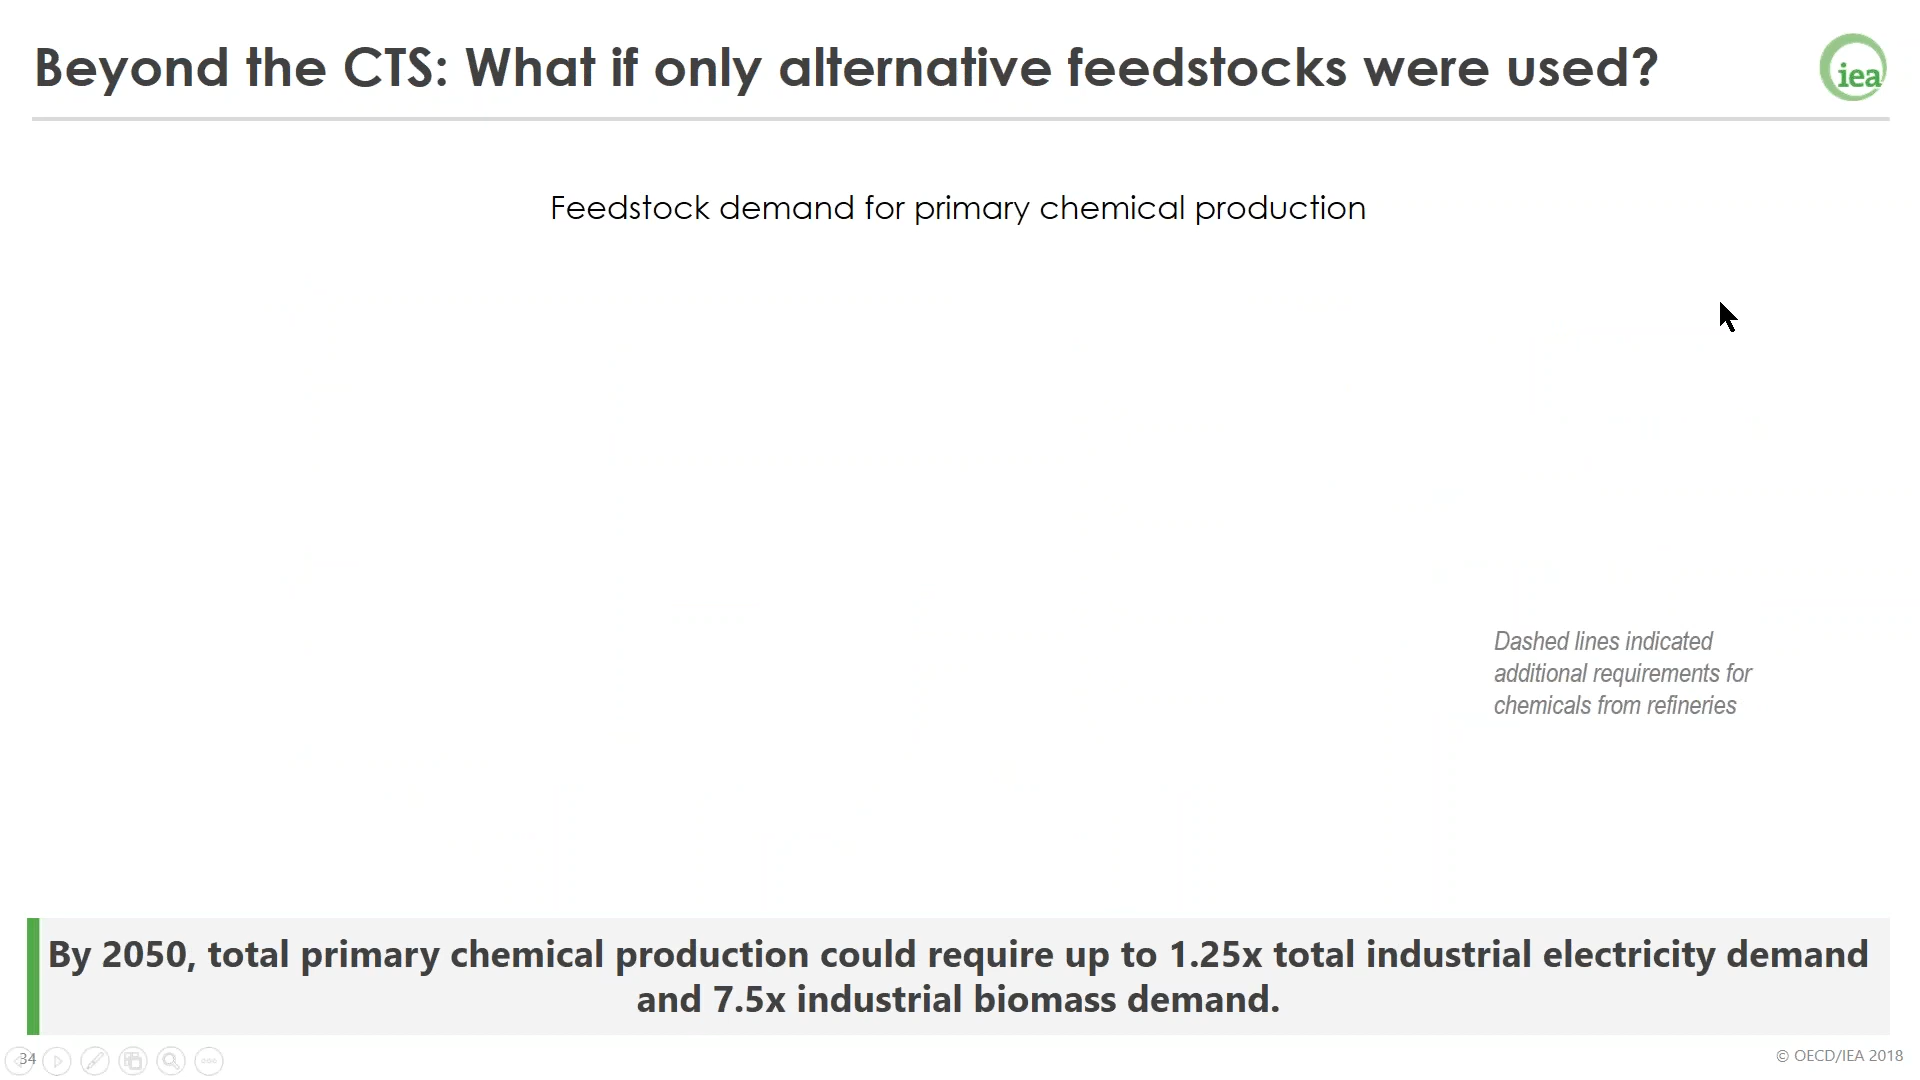 Beyond the CTS: What if only alternative feedstocks were used?
iea
Feedstock demand for primary chemical production
Dashed lines indicated
additional requirements for
chemicals from refineries
By 2050, total primary chemical production could require up to 1.25x total industrial electricity demand
and 7.5x industrial biomass demand.
34
© OECD/IEA 2018